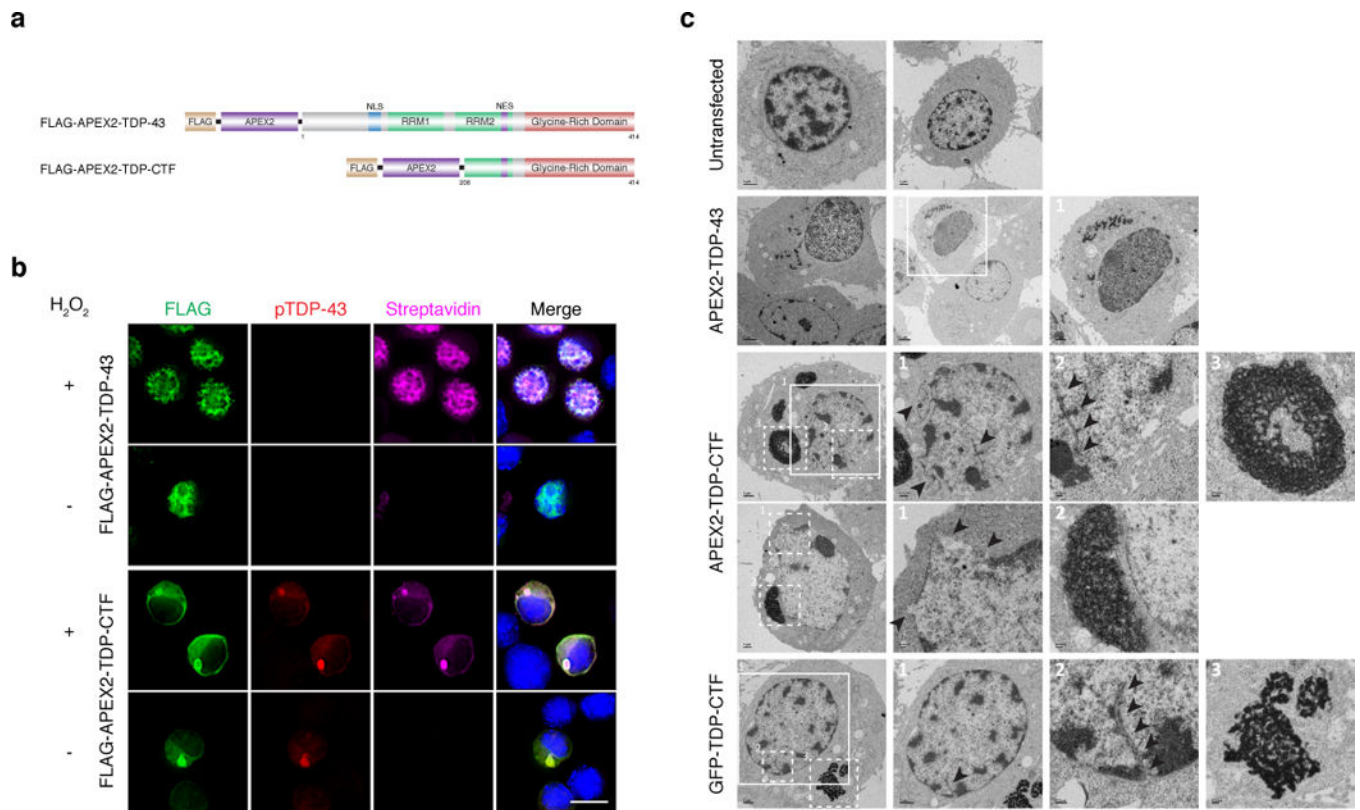 a
NLS
NES
FLAG-APEX2-TDP-43
FLAG
APEX2
RRM1
RRM2
Glycine-Rich Domain
1
414
FLAG-APEX2-TDP-CTF
FLAG
APEX2
Glycine-Rich Domain
208
414
b
H2O2
FLAG
pTDP-43
Streptavidin
Merge
FLAG-APEX2-TDP-43
+
-
FLAG-APEX2-TDP-CTF
+
-
c
Untransfected
APEX2-TDP-43
1
APEX2-TDP-CTF
1
1
2
3
1
1
2
GFP-TDP-CTF
1
2
3